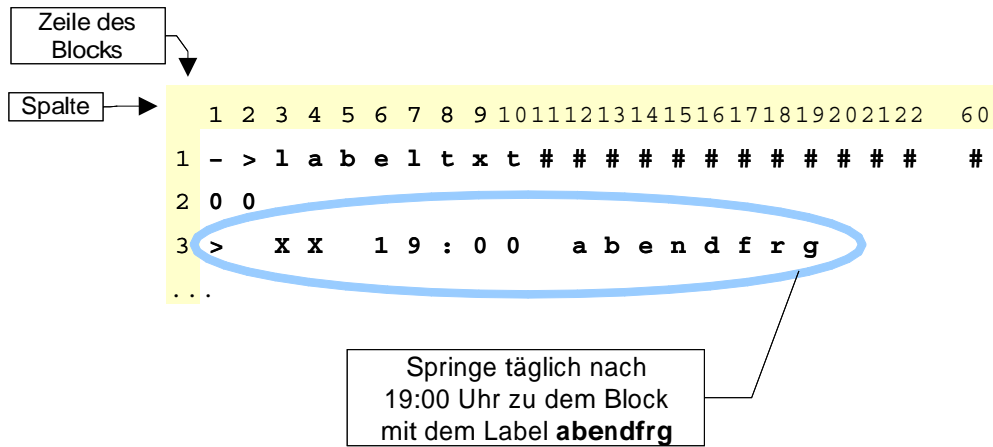 Zeile des
Blocks
Spalte
1 2 3 4 5 6 7 8 9 10 11 12 13 14 15 16 17 18 19 20 21 22 60
1 - > l a b e l t x t # # # # # # # # # # # # #
2 0 0
3 > X X 1 9 : 0 0 a b e n d f r g
...
Springe täglich nach
19:00 Uhr zu dem Block
mit dem Label abendfrg